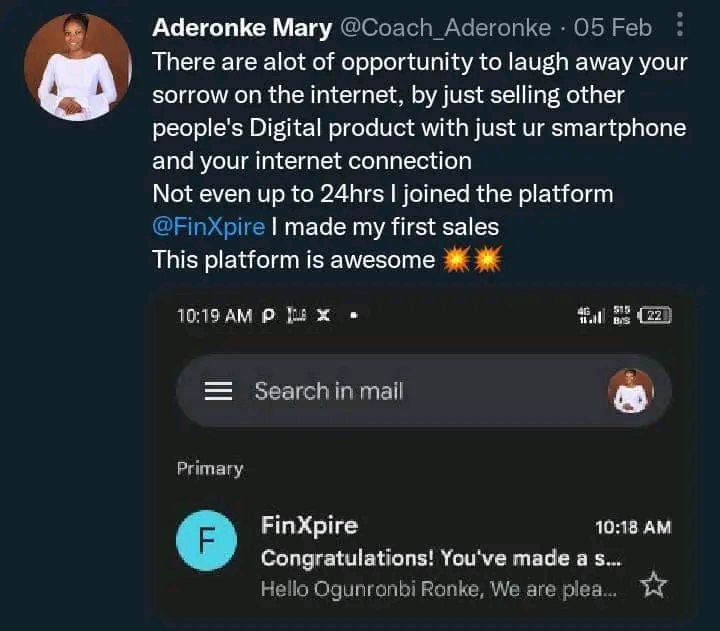 Aderonke Mary @Coach_Aderonke · 05 Feb
There are alot of opportunity to laugh away your
sorrow on the internet, by just selling other
people's Digital product with just ur smartphone
and your internet connection
Not even up to 24hrs I joined the platform
@FinXpire I made my first sales
This platform is awesome 💥💥
10:19 AM 4G 515 B/S 22
Search in mail
Primary
F
FinXpire 10:18 AM
Congratulations! You've made a s...
Hello Ogunronbi Ronke, We are plea...